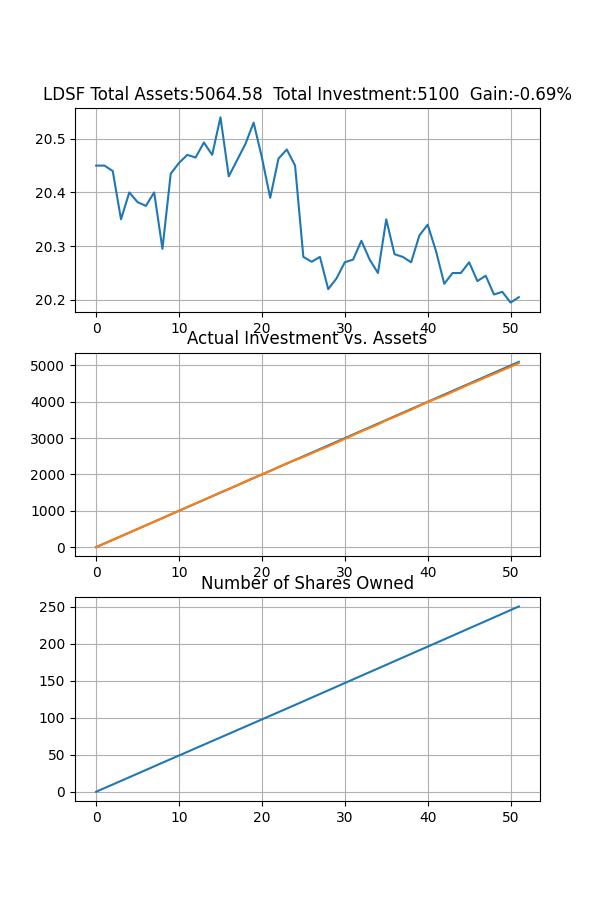 LDSF Total Assets:5064.58  Total Investment:5100  Gain:-0.69%
20.5
20.4
20.3
20.2
0 10 20 30 40 50
Actual Investment vs. Assets
5000
4000
3000
2000
1000
0
0 10 20 30 40 50
Number of Shares Owned
250
200
150
100
50
0
0 10 20 30 40 50